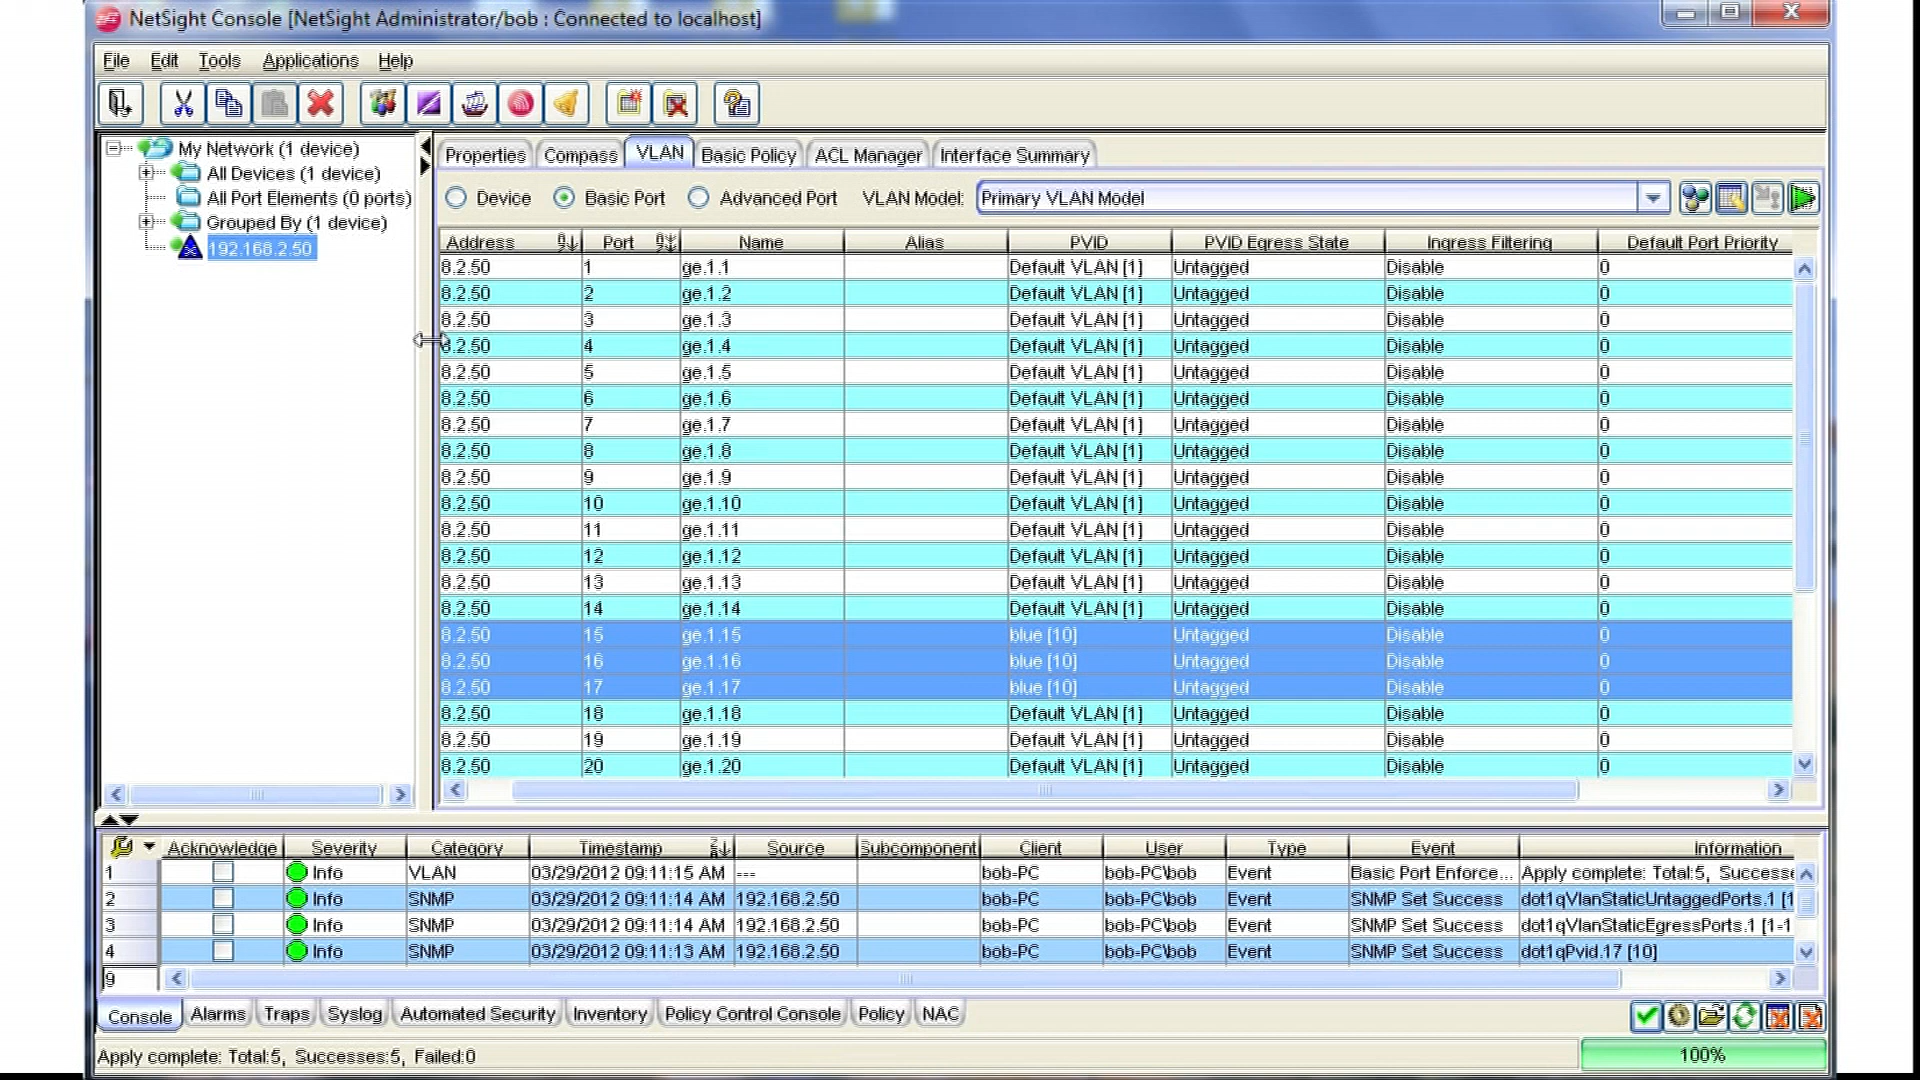 NetSight Console [NetSight Administrator/bob : Connected to localhost]
File Edit Tools Applications Help
My Network (1 device)
All Devices (1 device)
All Port Elements (0 ports)
Grouped By (1 device)
192.168.2.50
Properties Compass VLAN Basic Policy ACL Manager Interface Summary
Device Basic Port Advanced Port VLAN Model: Primary VLAN Model
Address Port Name Alias PVID PVID Egress State Ingress Filtering Default Port Priority
8.2.50 1 ge.1.1 Default VLAN [1] Untagged Disable 0
8.2.50 2 ge.1.2 Default VLAN [1] Untagged Disable 0
8.2.50 3 ge.1.3 Default VLAN [1] Untagged Disable 0
8.2.50 4 ge.1.4 Default VLAN [1] Untagged Disable 0
8.2.50 5 ge.1.5 Default VLAN [1] Untagged Disable 0
8.2.50 6 ge.1.6 Default VLAN [1] Untagged Disable 0
8.2.50 7 ge.1.7 Default VLAN [1] Untagged Disable 0
8.2.50 8 ge.1.8 Default VLAN [1] Untagged Disable 0
8.2.50 9 ge.1.9 Default VLAN [1] Untagged Disable 0
8.2.50 10 ge.1.10 Default VLAN [1] Untagged Disable 0
8.2.50 11 ge.1.11 Default VLAN [1] Untagged Disable 0
8.2.50 12 ge.1.12 Default VLAN [1] Untagged Disable 0
8.2.50 13 ge.1.13 Default VLAN [1] Untagged Disable 0
8.2.50 14 ge.1.14 Default VLAN [1] Untagged Disable 0
8.2.50 15 ge.1.15 blue [10] Untagged Disable 0
8.2.50 16 ge.1.16 blue [10] Untagged Disable 0
8.2.50 17 ge.1.17 blue [10] Untagged Disable 0
8.2.50 18 ge.1.18 Default VLAN [1] Untagged Disable 0
8.2.50 19 ge.1.19 Default VLAN [1] Untagged Disable 0
8.2.50 20 ge.1.20 Default VLAN [1] Untagged Disable 0
Acknowledge Severity Category Timestamp Source Subcomponent Client User Type Event Information
1 Info VLAN 03/29/2012 09:11:15 AM --- bob-PC bob-PC\bob Event Basic Port Enforce... Apply complete: Total:5, Successe
2 Info SNMP 03/29/2012 09:11:14 AM 192.168.2.50 bob-PC bob-PC\bob Event SNMP Set Success dot1qVlanStaticUntaggedPorts.1 [1
3 Info SNMP 03/29/2012 09:11:14 AM 192.168.2.50 bob-PC bob-PC\bob Event SNMP Set Success dot1qVlanStaticEgressPorts.1 [1-1
4 Info SNMP 03/29/2012 09:11:13 AM 192.168.2.50 bob-PC bob-PC\bob Event SNMP Set Success dot1qPvid.17 [10]
9
Console Alarms Traps Syslog Automated Security Inventory Policy Control Console Policy NAC
Apply complete: Total:5, Successes:5, Failed:0 100%